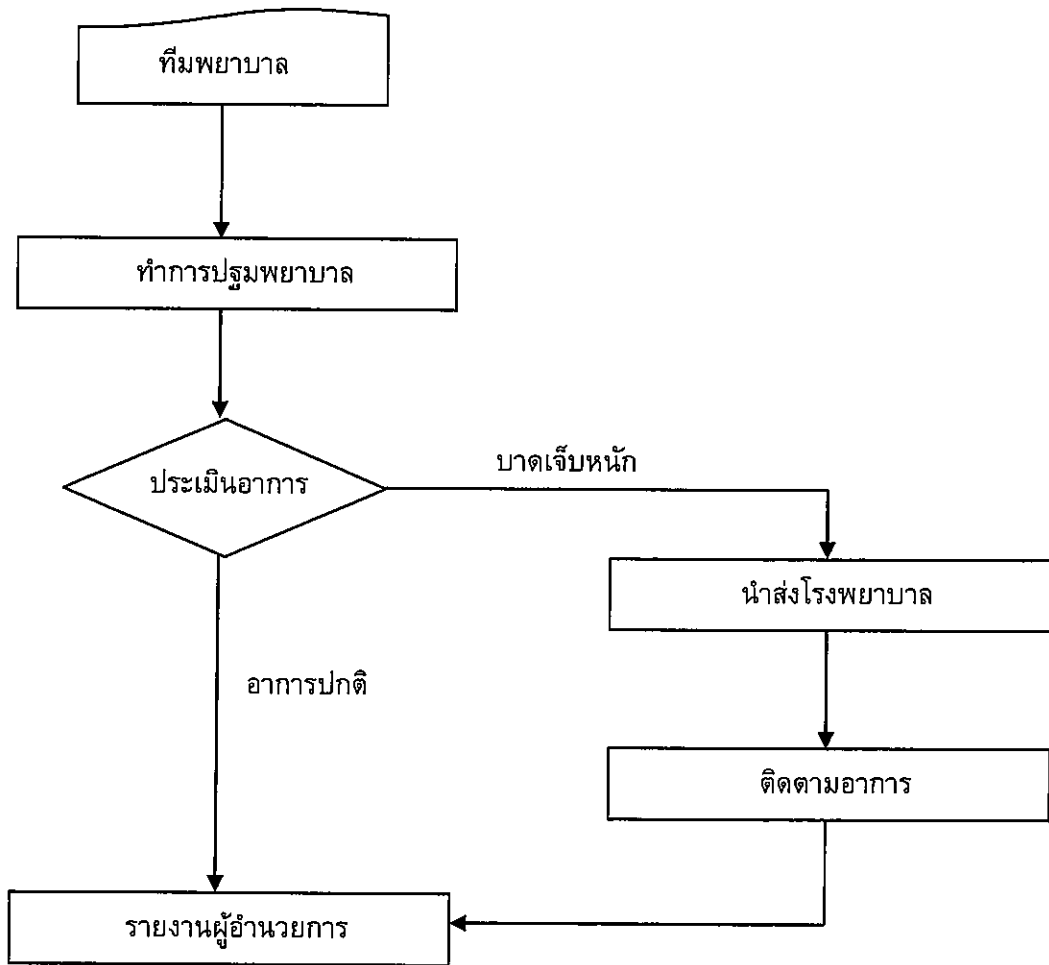 ทีมพยาบาล
ทำการปฐมพยาบาล
ประเมินอาการ
บาดเจ็บหนัก
นำส่งโรงพยาบาล
อาการปกติ
ติดตามอาการ
รายงานผู้อำนวยการ